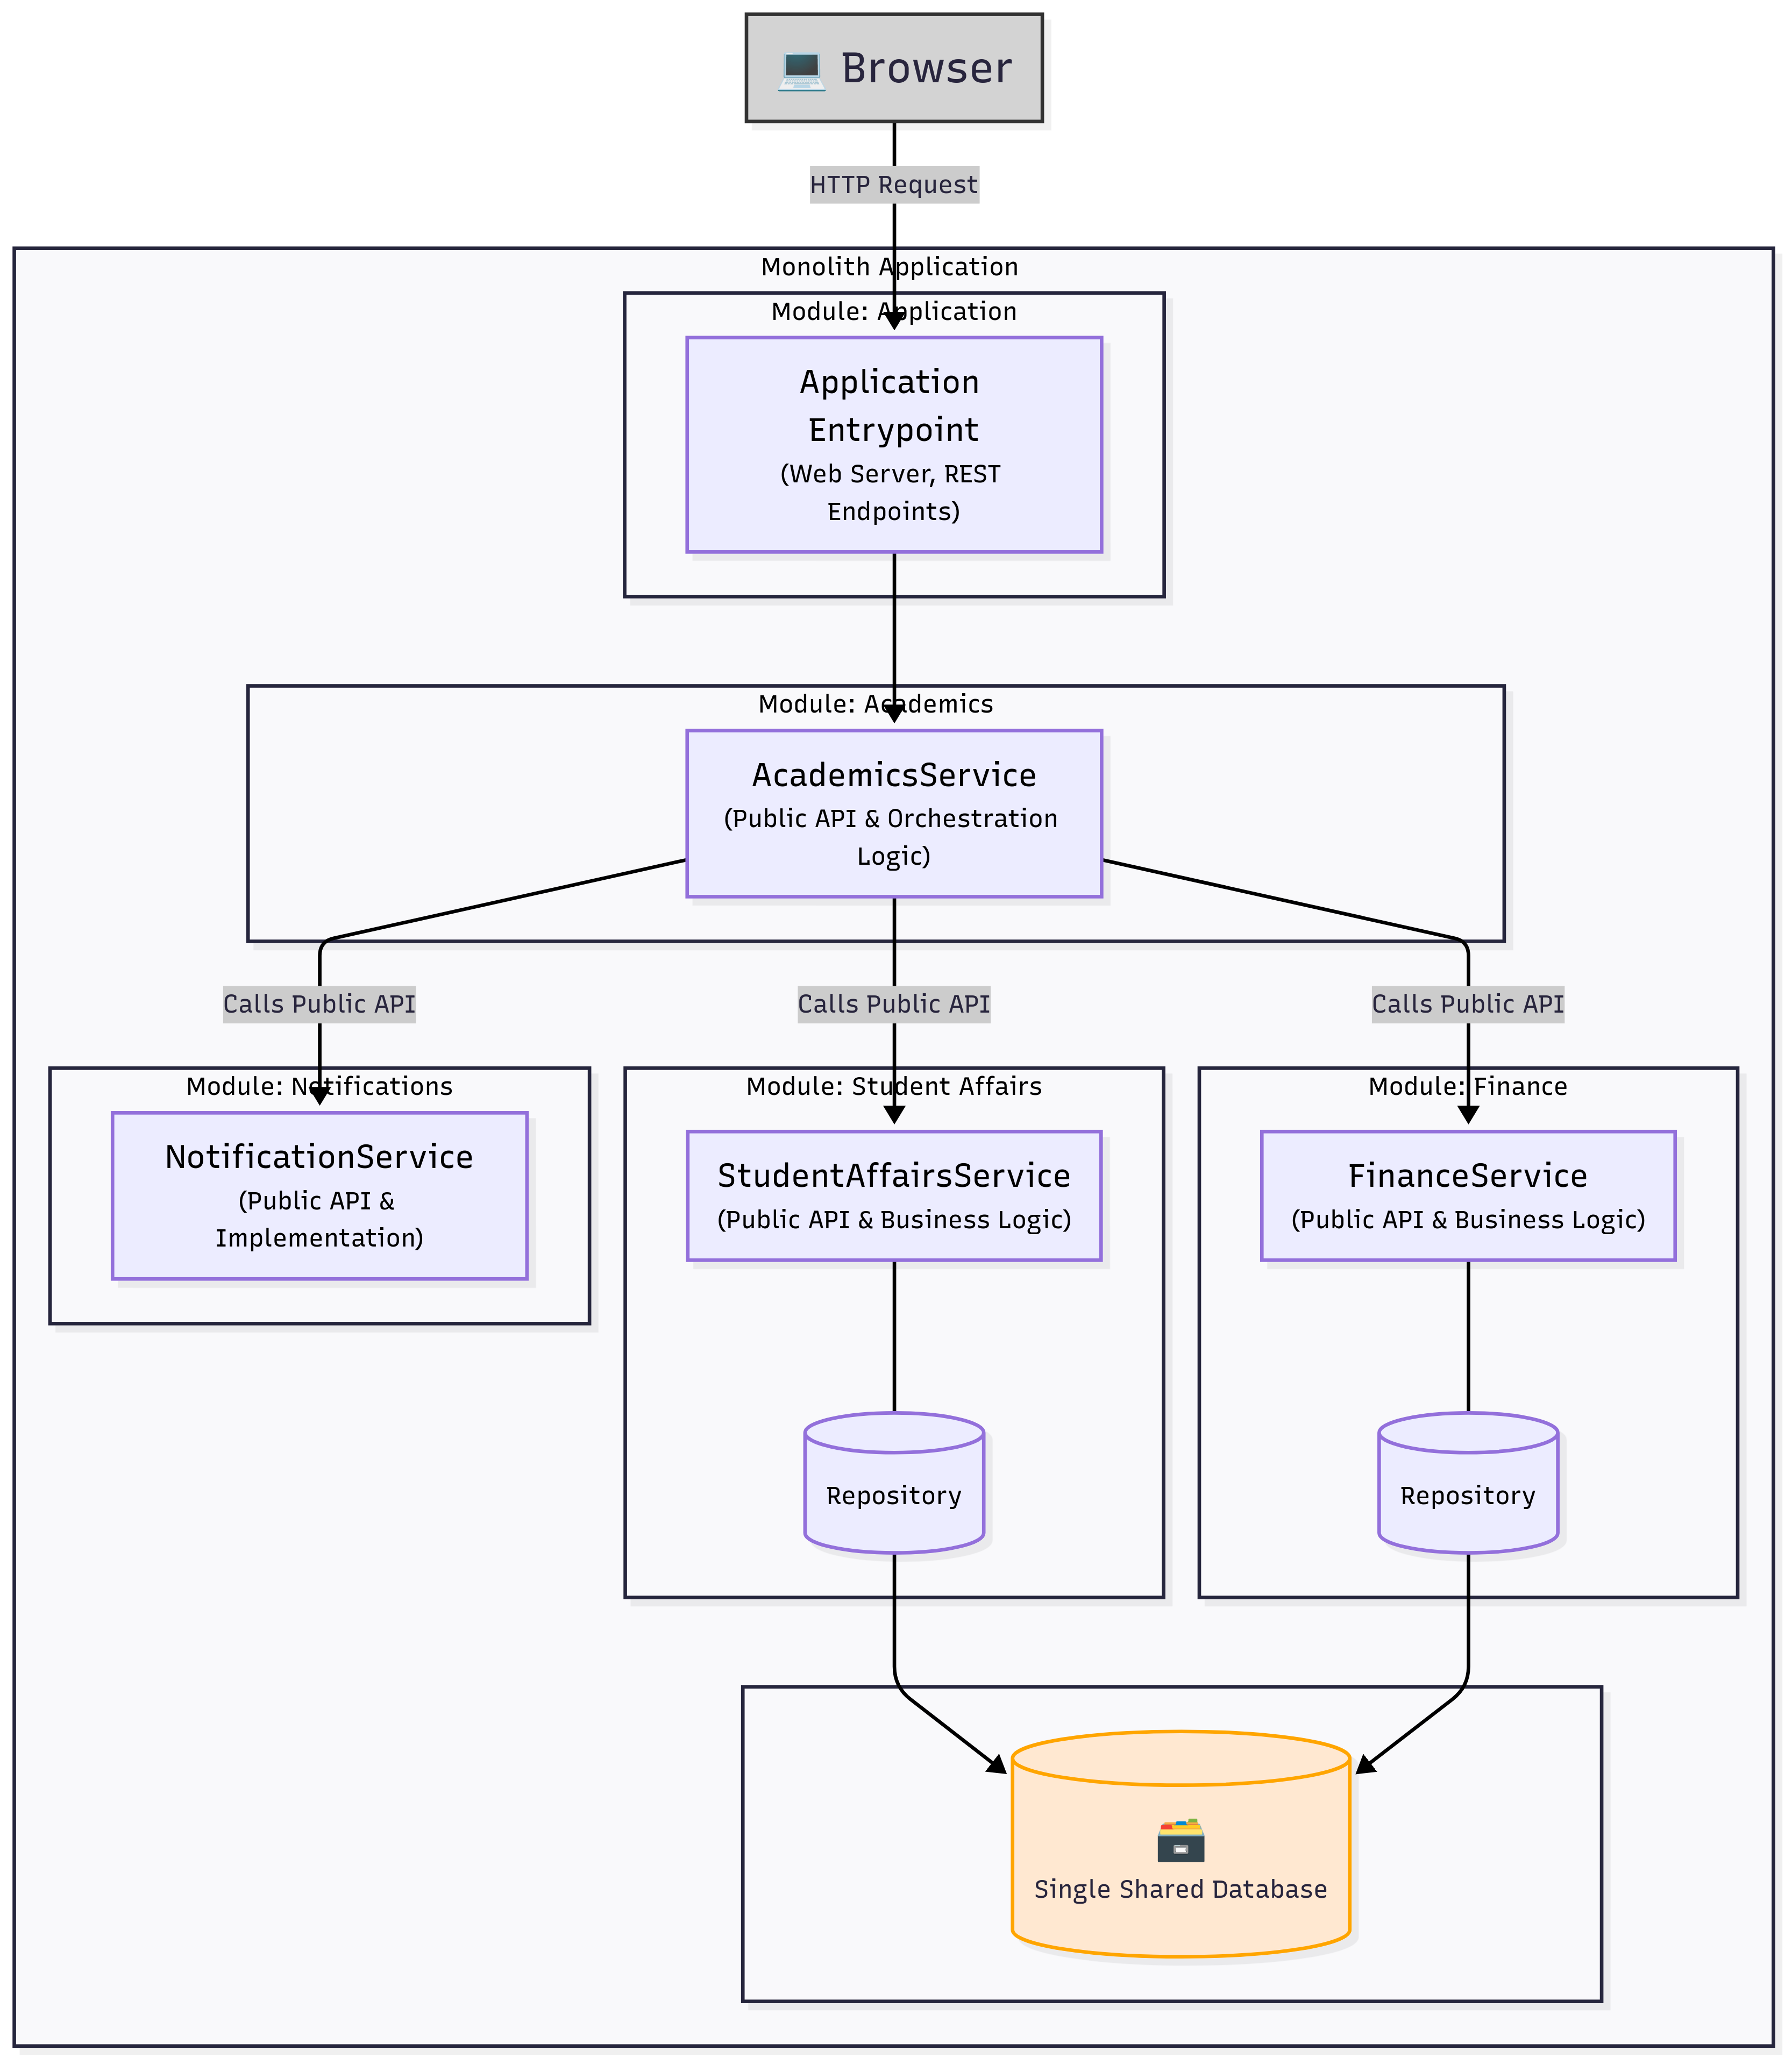 Browser
HTTP Request
Monolith Application
Module: Application
Application
Entrypoint
(Web Server, REST
Endpoints)
Module: Academics
AcademicsService
(Public API & Orchestration
Logic)
Calls Public API
Calls Public API
Calls Public API
Module: Notifications
NotificationService
(Public API &
Implementation)
Module: Student Affairs
StudentAffairsService
(Public API & Business Logic)
Repository
Module: Finance
FinanceService
(Public API & Business Logic)
Repository
Single Shared Database